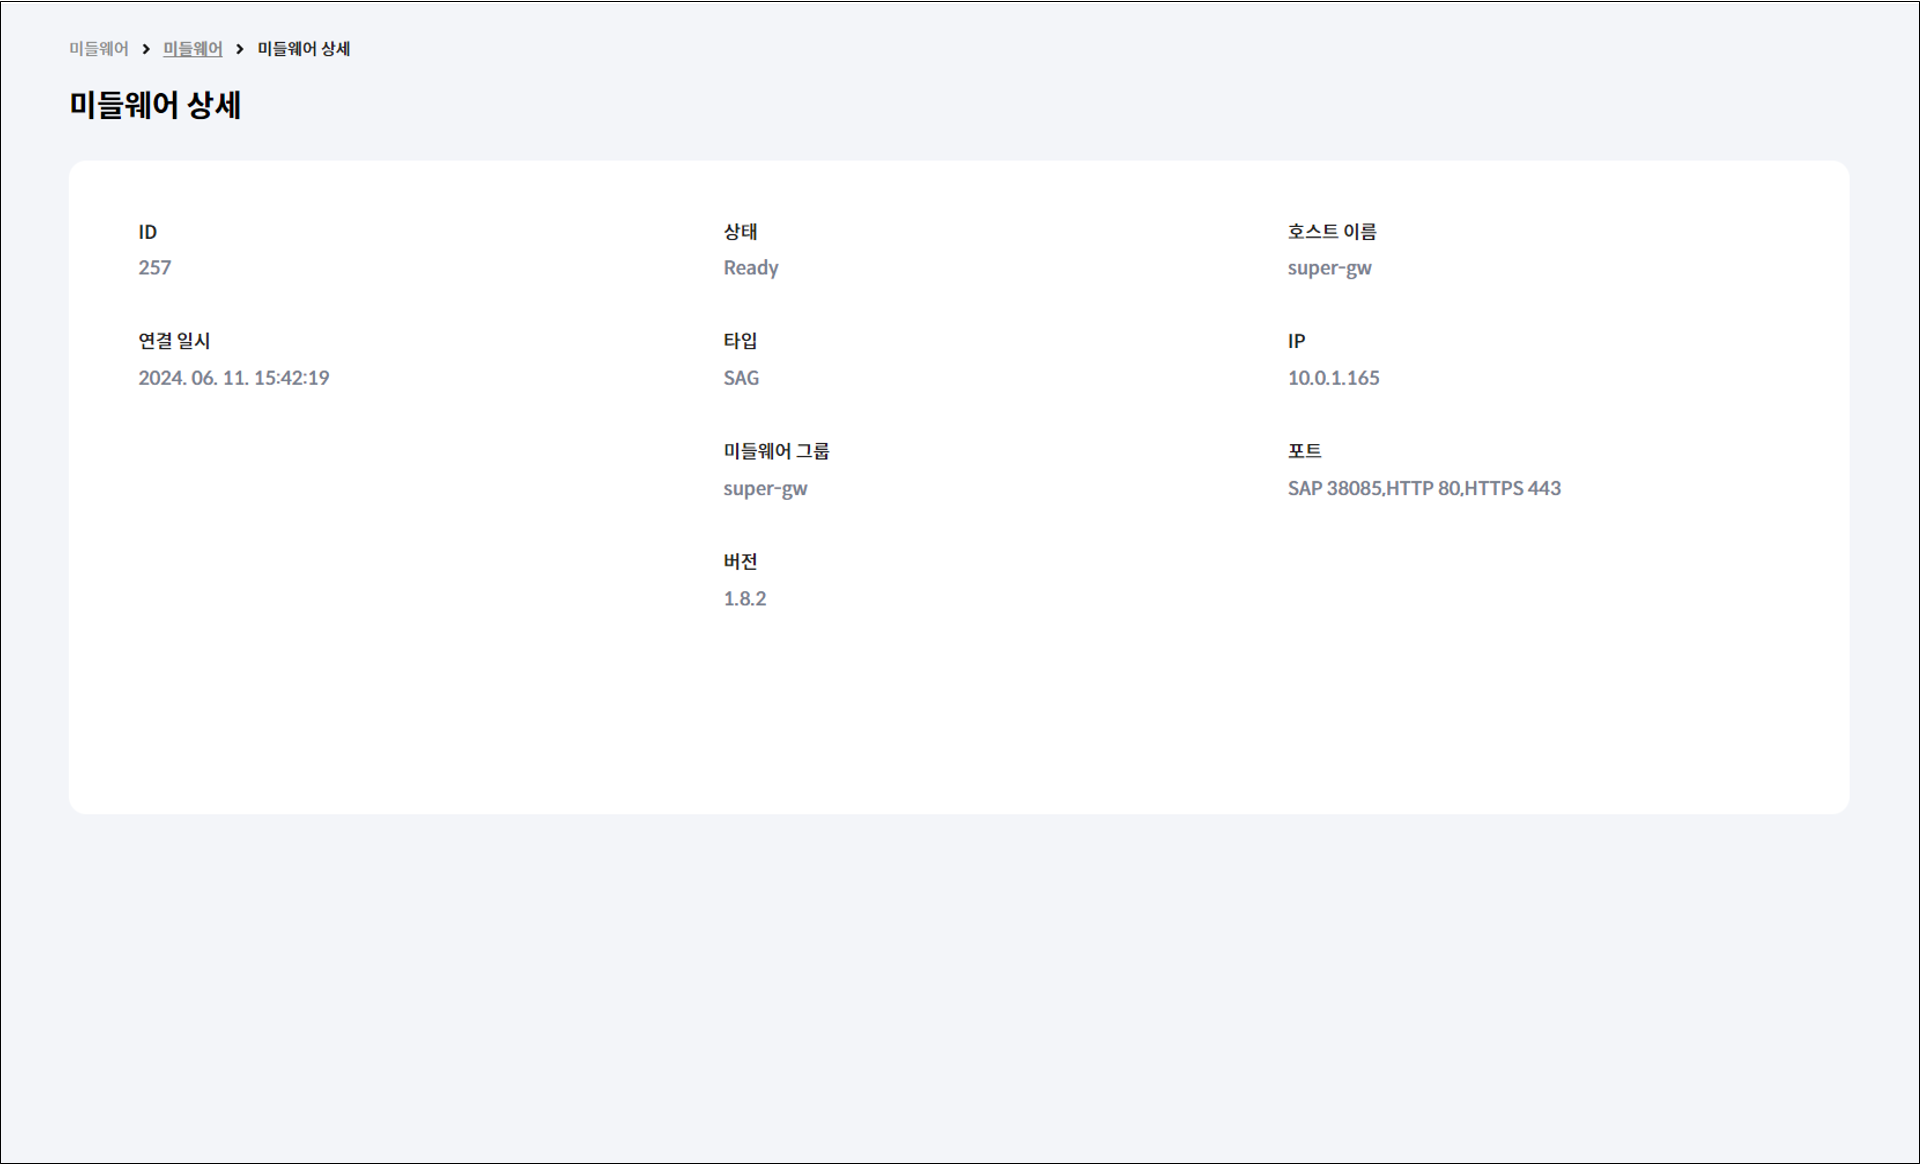 미들웨어 > 미들웨어 > 미들웨어 상세
미들웨어 상세
ID
257
상태
Ready
호스트 이름
super-gw
연결 일시
2024. 06. 11. 15:42:19
타입
SAG
IP
10.0.1.165
미들웨어 그룹
super-gw
포트
SAP 38085,HTTP 80,HTTPS 443
버전
1.8.2